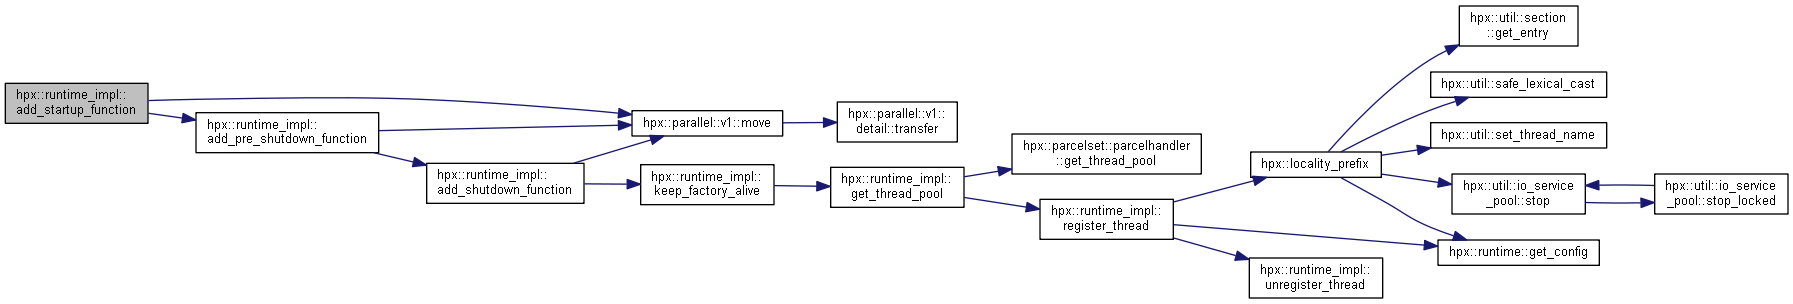 hpx::runtime_impl::
add_startup_function
hpx::runtime_impl::
add_pre_shutdown_function
hpx::runtime_impl::
add_shutdown_function
hpx::parallel::v1::move
hpx::runtime_impl::
keep_factory_alive
hpx::parallel::v1::
detail::transfer
hpx::runtime_impl::
get_thread_pool
hpx::parcelset::parcelhandler
::get_thread_pool
hpx::runtime_impl::
register_thread
hpx::locality_prefix
hpx::runtime_impl::
unregister_thread
hpx::util::section
::get_entry
hpx::util::safe_lexical_cast
hpx::util::set_thread_name
hpx::util::io_service
_pool::stop
hpx::runtime::get_config
hpx::util::io_service
_pool::stop_locked